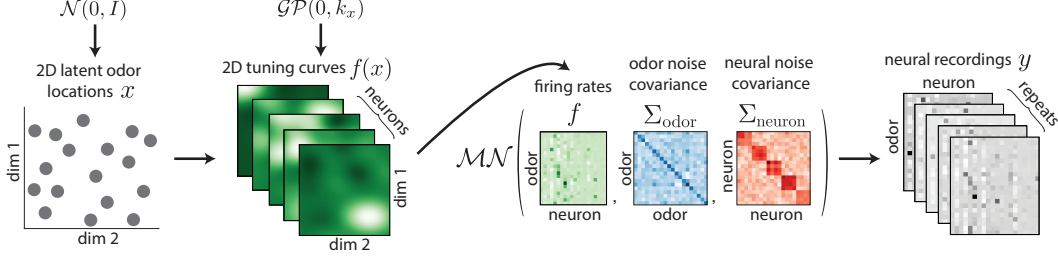 𝒩(0, I)
2D latent odor
locations x
dim 1
dim 2
𝒢𝒫(0, kₓ)
2D tuning curves f(x)
neurons
dim 1
dim 2
ℳ𝒩
firing rates
f
odor
neuron
,
odor noise
covariance
Σ_odor
odor
odor
,
neural noise
covariance
Σ_neuron
neuron
neuron
neural recordings y
neuron
odor
repeats